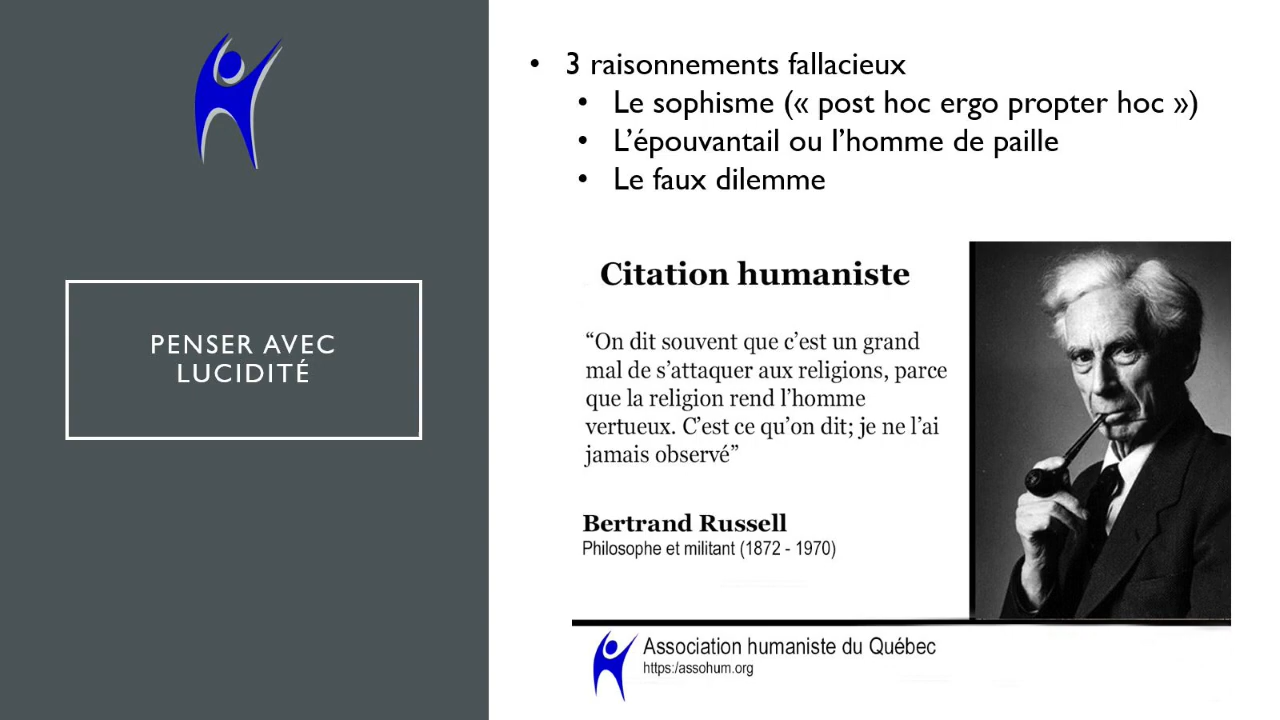 PENSER AVEC
LUCIDITÉ
• 3 raisonnements fallacieux
• Le sophisme (« post hoc ergo propter hoc »)
• L’épouvantail ou l’homme de paille
• Le faux dilemme
Citation humaniste
“On dit souvent que c’est un grand
mal de s’attaquer aux religions, parce
que la religion rend l’homme
vertueux. C’est ce qu’on dit; je ne l’ai
jamais observé”
Bertrand Russell
Philosophe et militant (1872 - 1970)
Association humaniste du Québec
https:/assohum.org